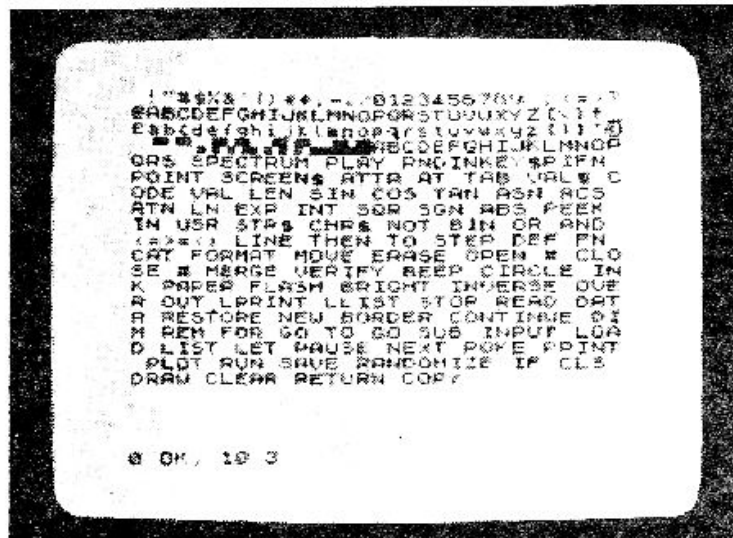 !"#$%&'()*+,-./0123456789:;<=>?
@ABCDEFGHIJKLMNOPQRSTUVWXYZ[\]↑_
£abcdefghijklmnopqrstuvwxyz{|}~©
ABCDEFGHIJKLMNOP
QRS SPECTRUM PLAY RNDINKEY$PIFN
POINT SCREEN$ ATTR AT TAB VAL$ C
ODE VAL LEN SIN COS TAN ASN ACS
ATN LN EXP INT SQR SGN ABS PEEK
IN USR STR$ CHR$ NOT BIN OR AND
<=>=<> LINE THEN TO STEP DEF FN
CAT FORMAT MOVE ERASE OPEN # CLO
SE # MERGE VERIFY BEEP CIRCLE IN
K PAPER FLASH BRIGHT INVERSE OVE
R OUT LPRINT LLIST STOP READ DAT
A RESTORE NEW BORDER CONTINUE DI
M REM FOR GO TO GO SUB INPUT LOA
D LIST LET PAUSE NEXT POKE PRINT
PLOT RUN SAVE RANDOMIZE IF CLS
DRAW CLEAR RETURN COPY
0 OK, 10 3